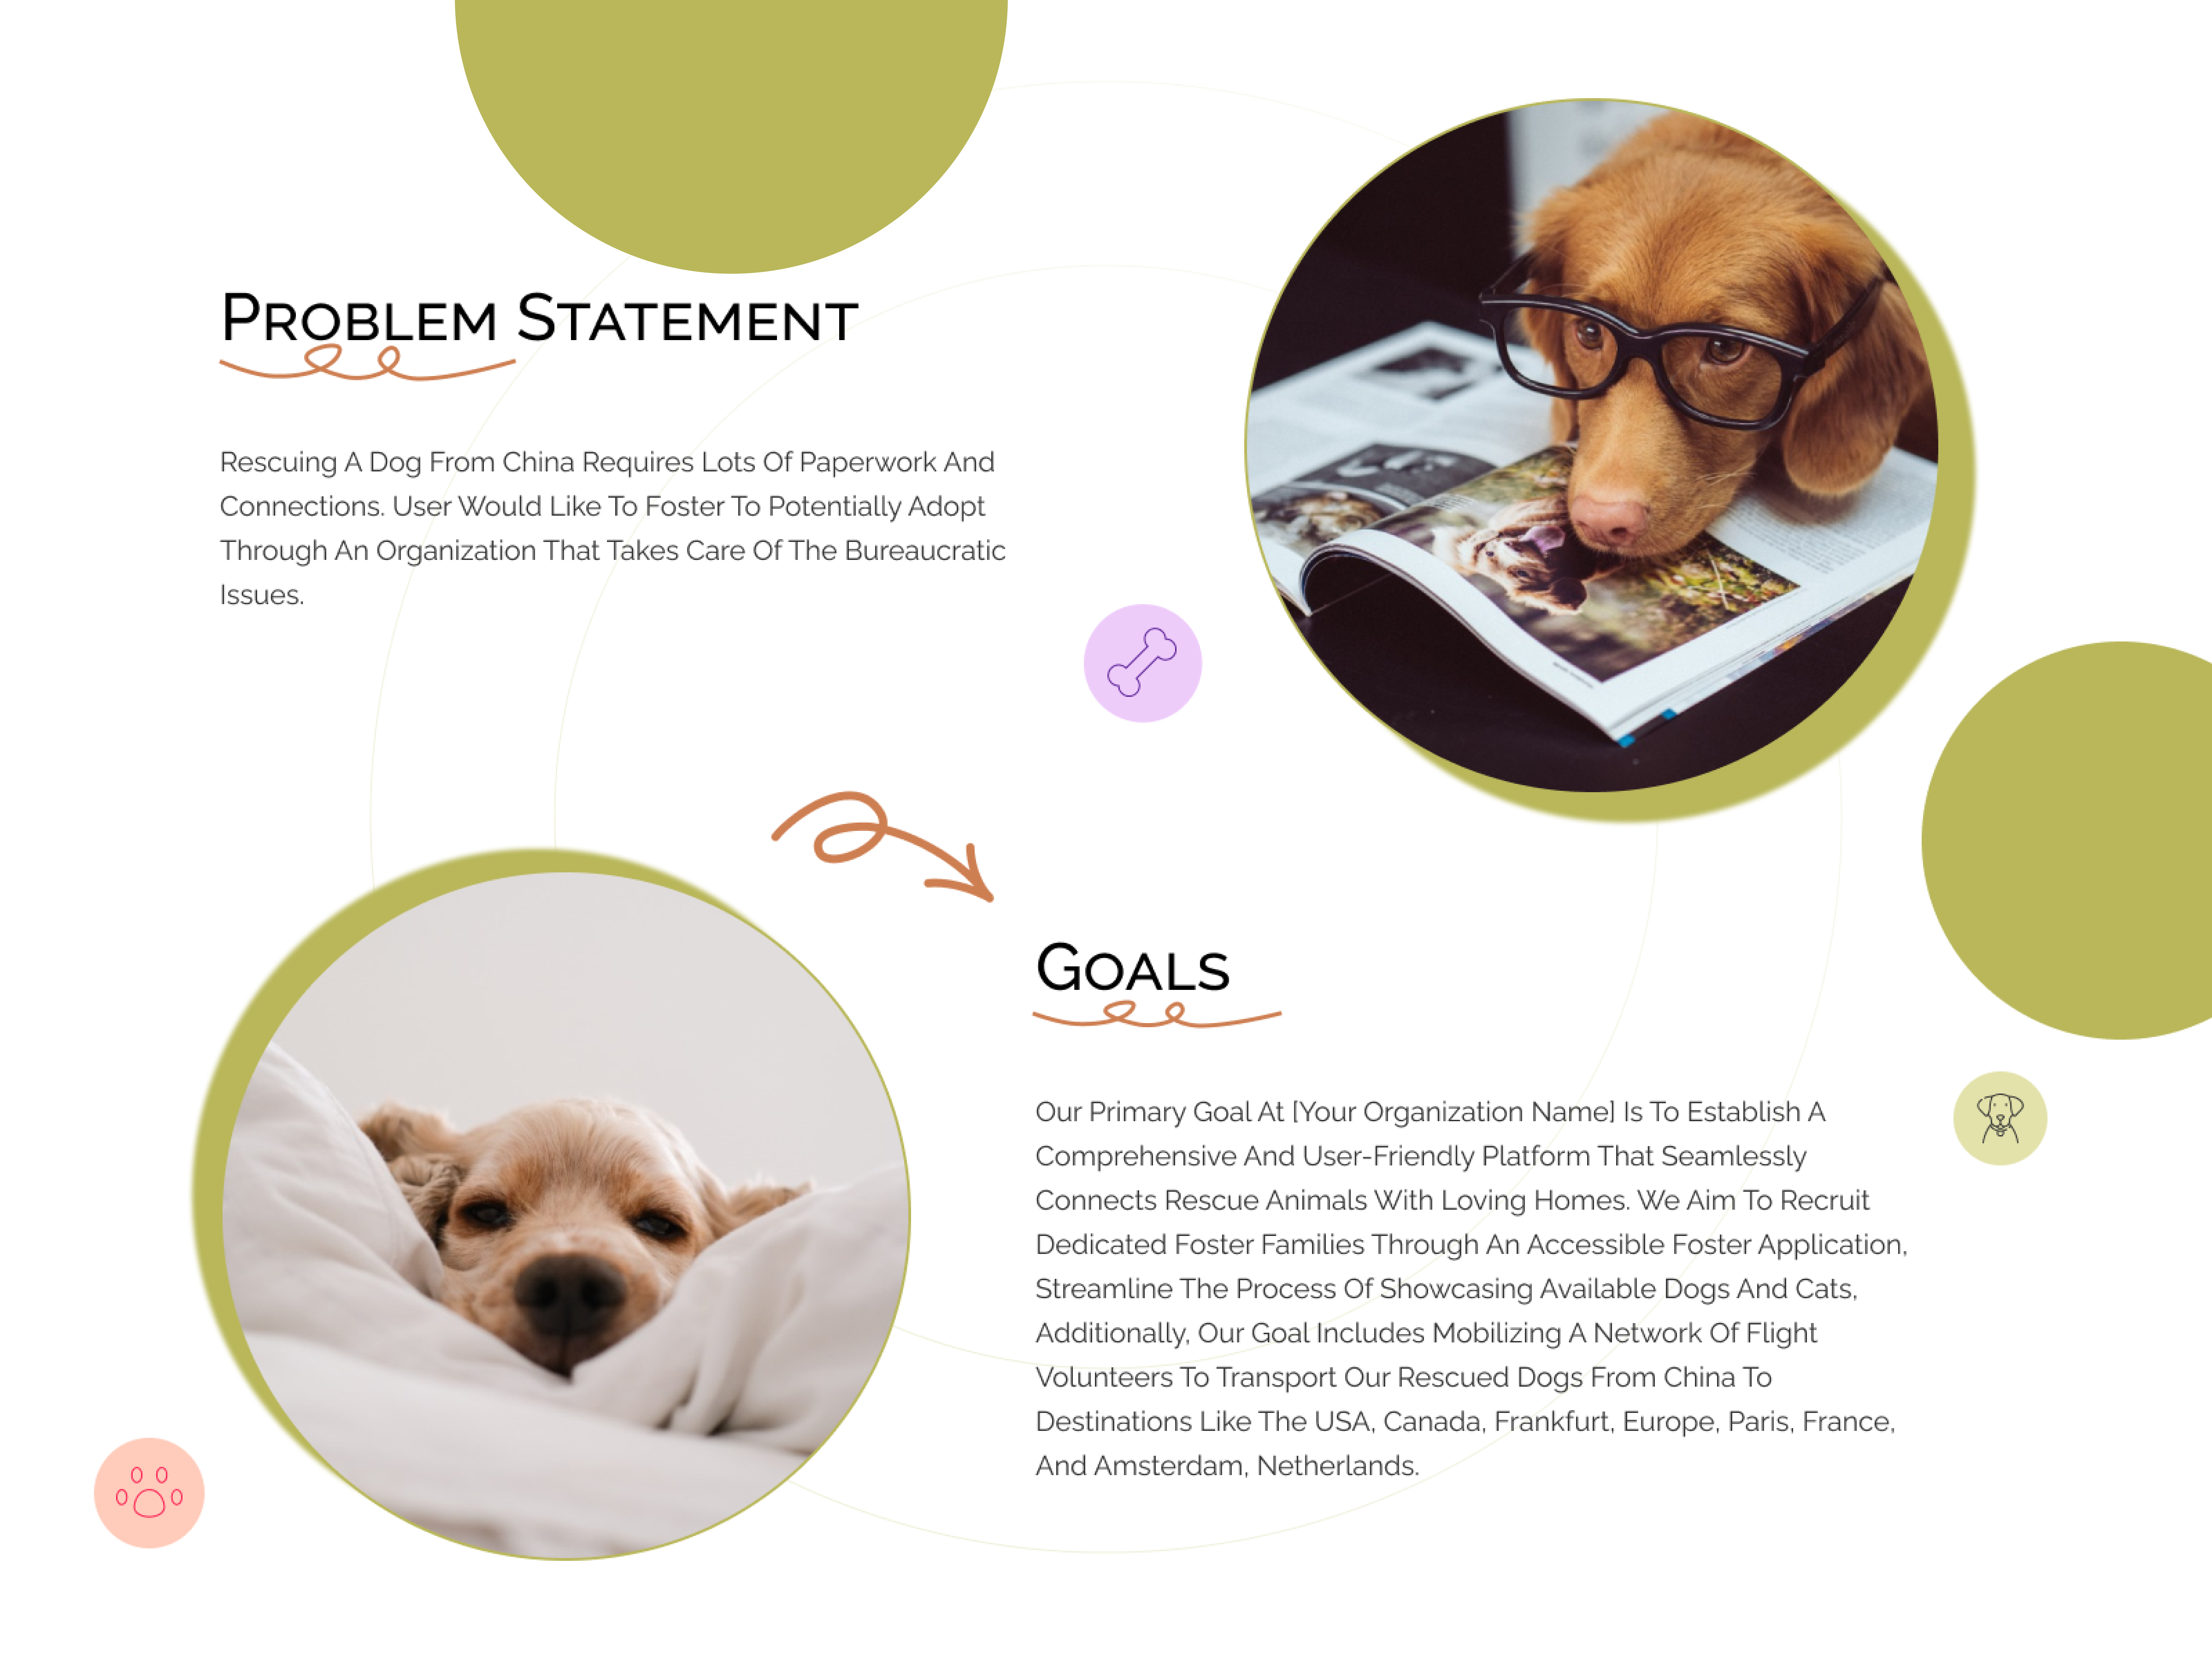 Problem Statement
Rescuing A Dog From China Requires Lots Of Paperwork And
Connections. User Would Like To Foster To Potentially Adopt
Through An Organization That Takes Care Of The Bureaucratic
Issues.
Goals
Our Primary Goal At [Your Organization Name] Is To Establish A
Comprehensive And User-Friendly Platform That Seamlessly
Connects Rescue Animals With Loving Homes. We Aim To Recruit
Dedicated Foster Families Through An Accessible Foster Application,
Streamline The Process Of Showcasing Available Dogs And Cats,
Additionally, Our Goal Includes Mobilizing A Network Of Flight
Volunteers To Transport Our Rescued Dogs From China To
Destinations Like The USA, Canada, Frankfurt, Europe, Paris, France,
And Amsterdam, Netherlands.